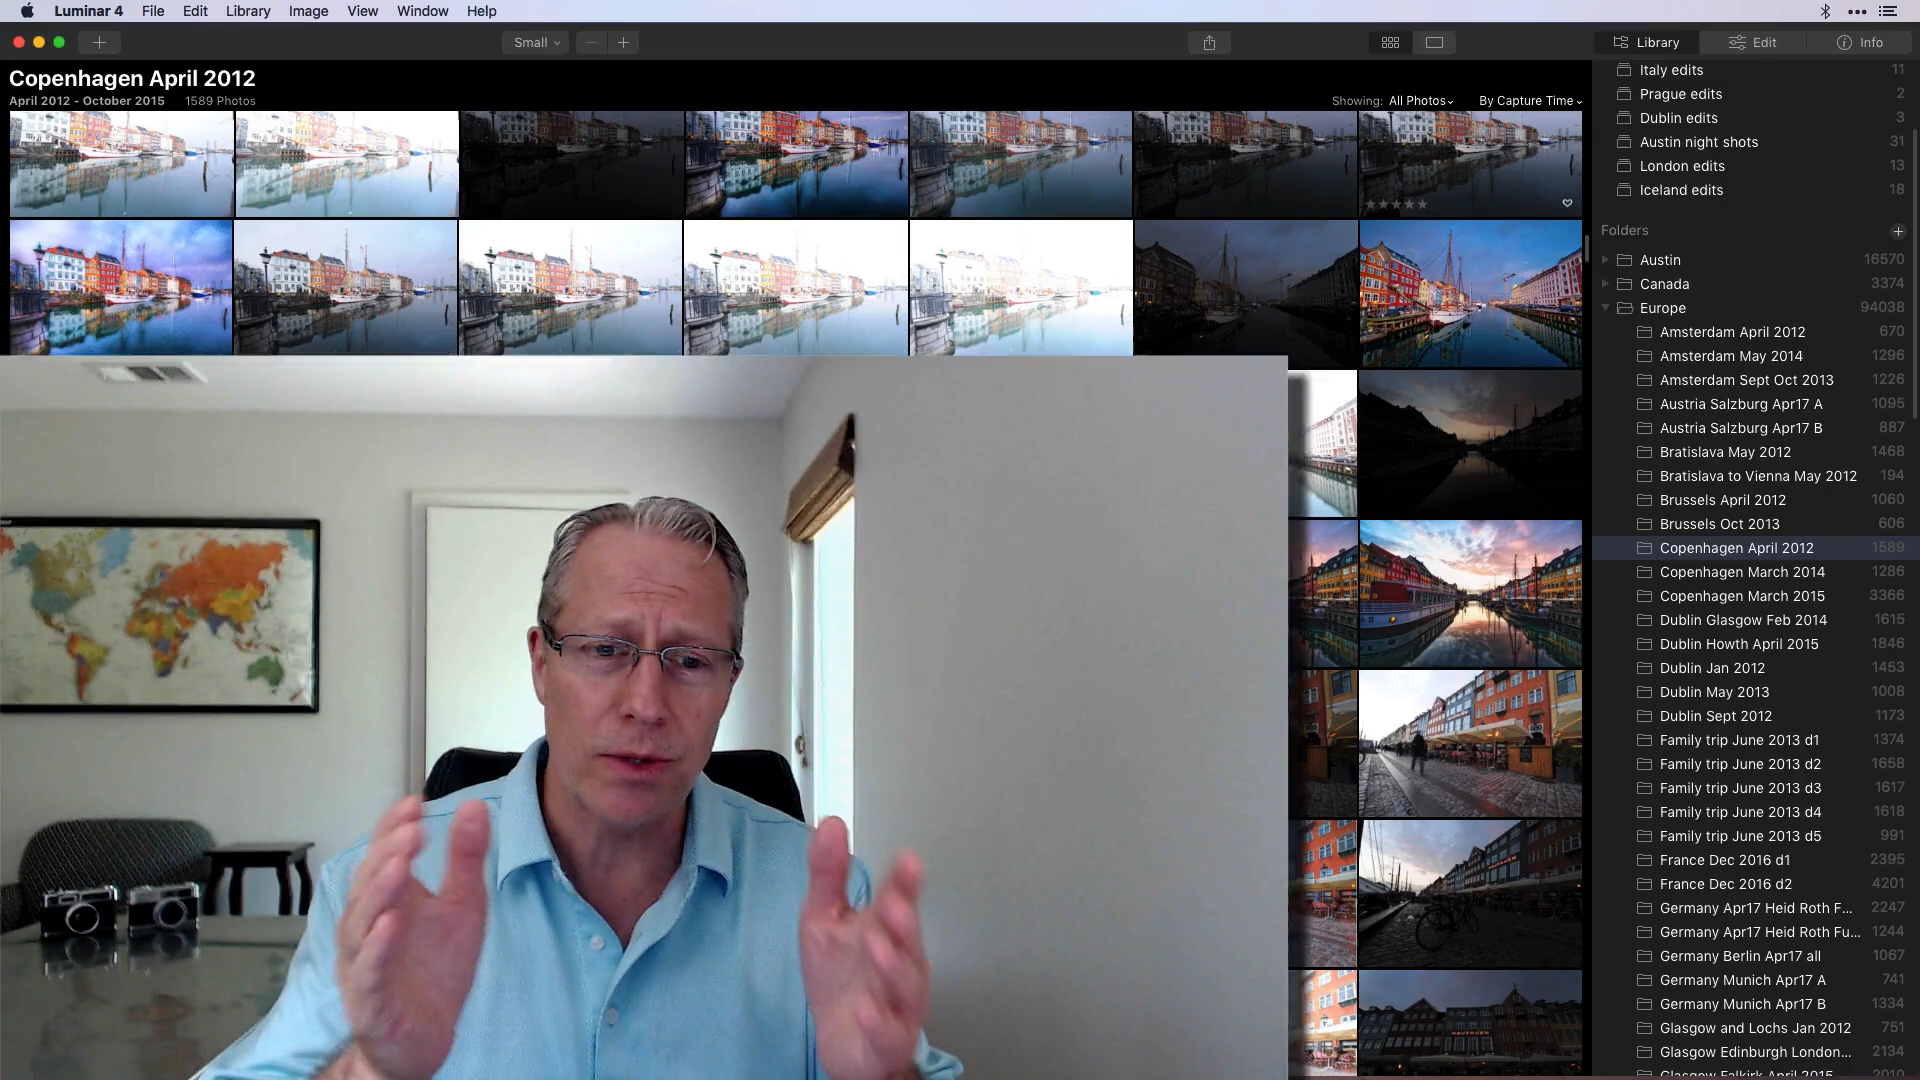 Luminar 4 File Edit Library Image View Window Help
Small
Library Edit Info
Copenhagen April 2012
April 2012 - October 2015 1589 Photos
Showing: All Photos By Capture Time
Italy edits 11
Prague edits 2
Dublin edits 3
Austin night shots 31
London edits 13
Iceland edits 18
Folders
Austin 16570
Canada 3374
Europe 94038
Amsterdam April 2012 670
Amsterdam May 2014 1296
Amsterdam Sept Oct 2013 1226
Austria Salzburg Apr17 A 1095
Austria Salzburg Apr17 B 887
Bratislava May 2012 1468
Bratislava to Vienna May 2012 194
Brussels April 2012 1060
Brussels Oct 2013 606
Copenhagen April 2012 1589
Copenhagen March 2014 1286
Copenhagen March 2015 3366
Dublin Glasgow Feb 2014 1615
Dublin Howth April 2015 1846
Dublin Jan 2012 1453
Dublin May 2013 1008
Dublin Sept 2012 1173
Family trip June 2013 d1 1374
Family trip June 2013 d2 1658
Family trip June 2013 d3 1617
Family trip June 2013 d4 1618
Family trip June 2013 d5 991
France Dec 2016 d1 2395
France Dec 2016 d2 4201
Germany Apr17 Heid Roth F... 2247
Germany Apr17 Heid Roth Fu... 1244
Germany Berlin Apr17 all 1067
Germany Munich Apr17 A 741
Germany Munich Apr17 B 1334
Glasgow and Lochs Jan 2012 751
Glasgow Edinburgh London... 2134
Glasgow Falkirk April 2015 2010